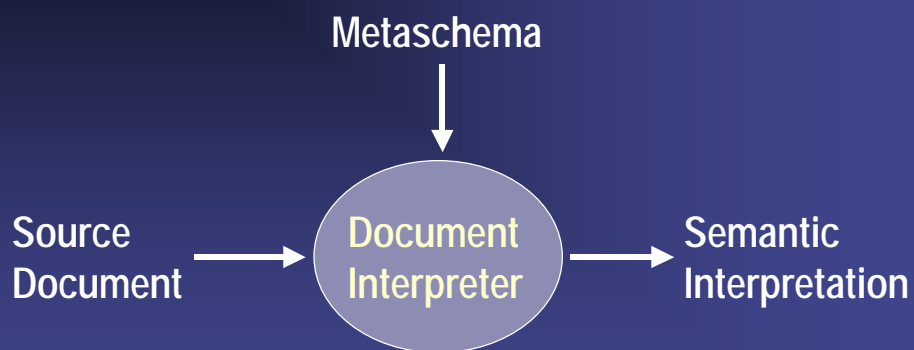 Metaschema
Source
Document
Document
Interpreter
Semantic
Interpretation